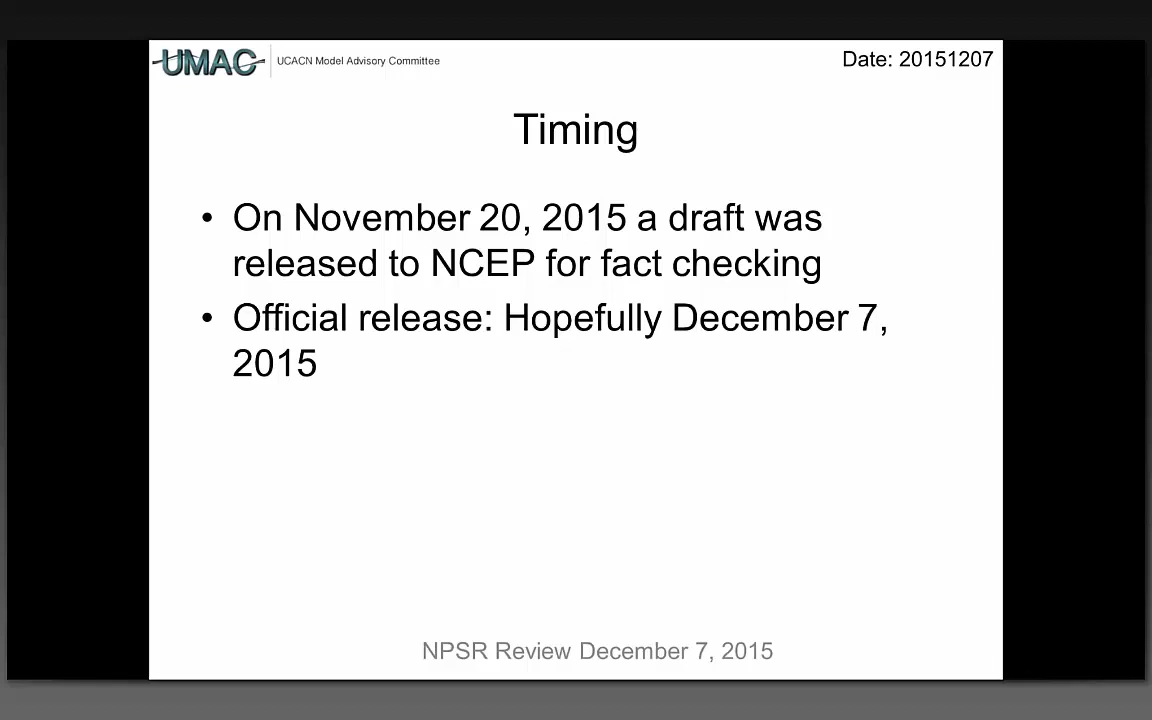 UMAC
UCACN Model Advisory Committee
Date: 20151207
Timing
• On November 20, 2015 a draft was
released to NCEP for fact checking
• Official release: Hopefully December 7,
2015
NPSR Review December 7, 2015